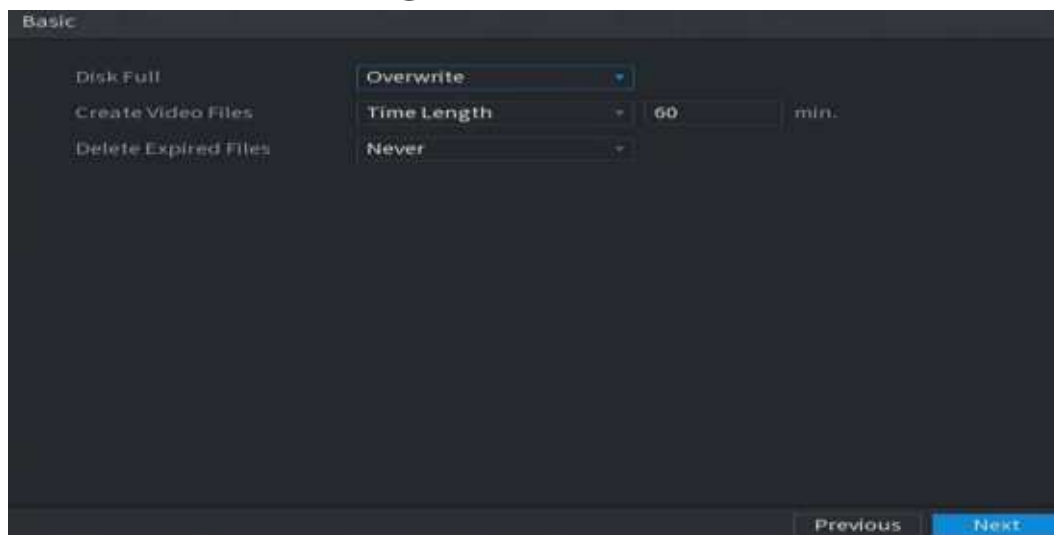 Basic
Disk Full Overwrite
Create Video Files Time Length 60 min.
Delete Expired Files Never
Previous Next